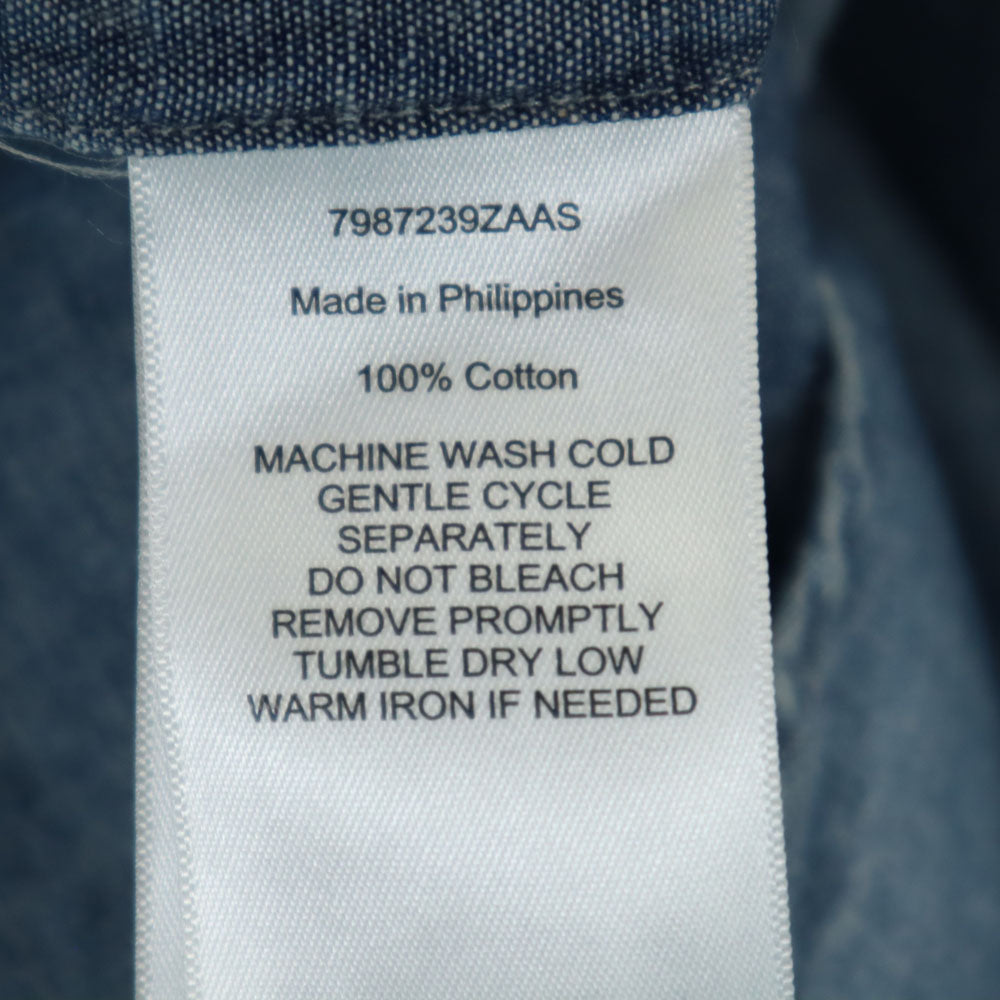 7987239ZAAS
Made in Philippines
100% Cotton
MACHINE WASH COLD
GENTLE CYCLE
SEPARATELY
DO NOT BLEACH
REMOVE PROMPTLY
TUMBLE DRY LOW
WARM IRON IF NEEDED